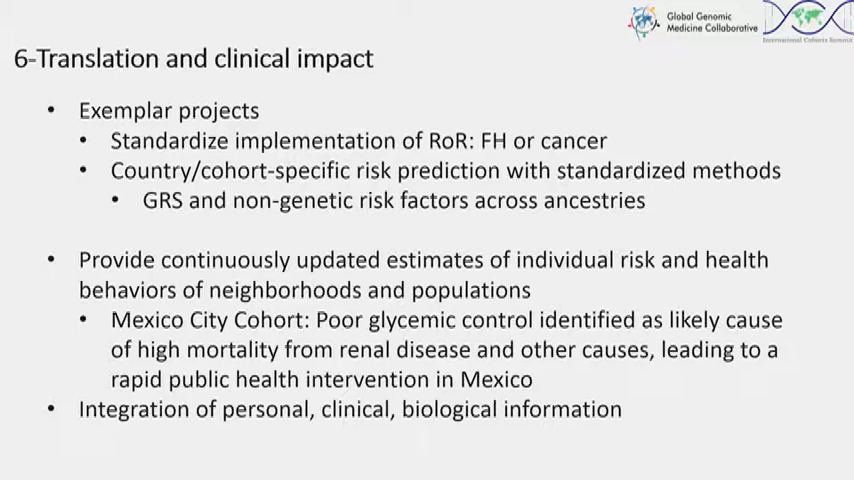 Global Genomic
Medicine Collaborative
International Cohorts Summit
6-Translation and clinical impact
• Exemplar projects
• Standardize implementation of RoR: FH or cancer
• Country/cohort-specific risk prediction with standardized methods
• GRS and non-genetic risk factors across ancestries
• Provide continuously updated estimates of individual risk and health
behaviors of neighborhoods and populations
• Mexico City Cohort: Poor glycemic control identified as likely cause
of high mortality from renal disease and other causes, leading to a
rapid public health intervention in Mexico
• Integration of personal, clinical, biological information